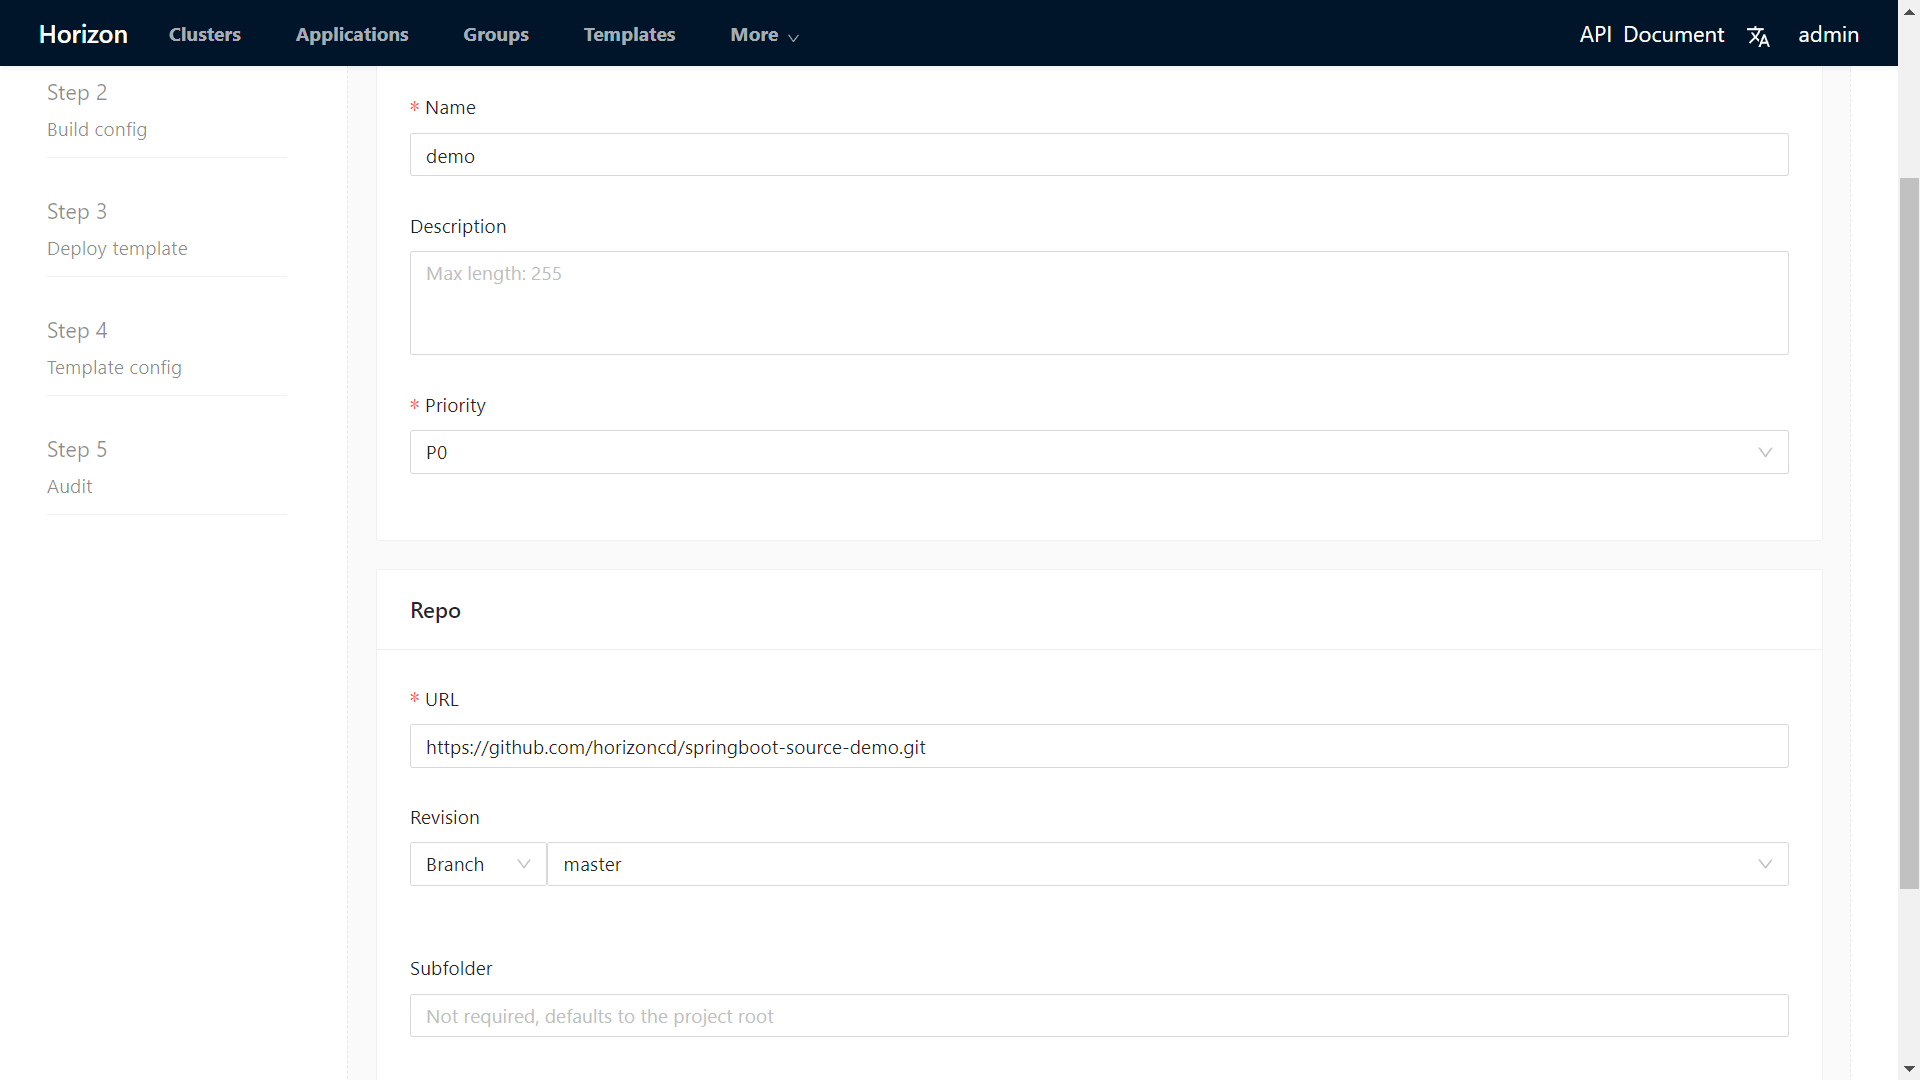 Horizon Clusters Applications Groups Templates More API Document admin
Step 2
Build config
Step 3
Deploy template
Step 4
Template config
Step 5
Audit
* Name
demo
Description
Max length: 255
* Priority
P0
Repo
* URL
https://github.com/horizoncd/springboot-source-demo.git
Revision
Branch master
Subfolder
Not required, defaults to the project root